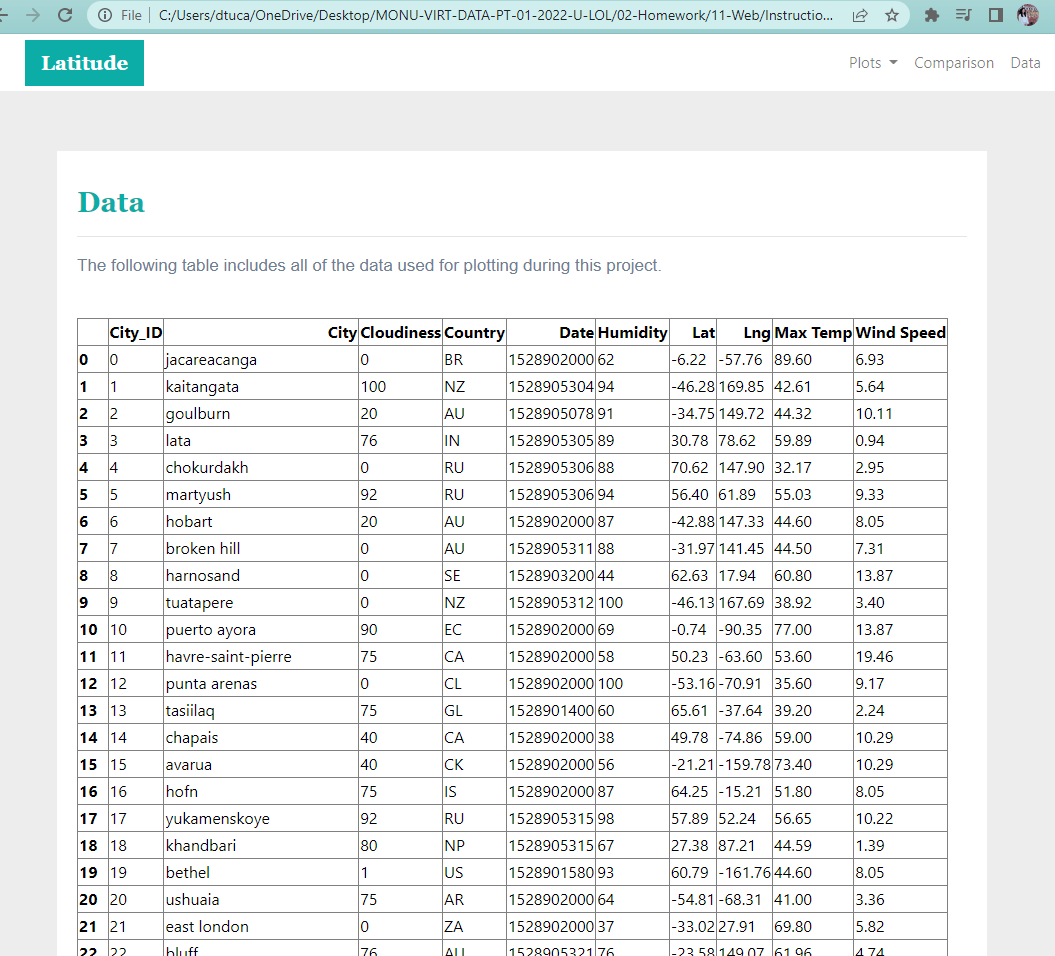 File C:/Users/dtuca/OneDrive/Desktop/MONU-VIRT-DATA-PT-01-2022-U-LOL/02-Homework/11-Web/Instructio...
Latitude Plots Comparison Data
Data
The following table includes all of the data used for plotting during this project.
City_ID City Cloudiness Country Date Humidity Lat Lng Max Temp Wind Speed
0 0 jacareacanga 0 BR 1528902000 62 -6.22 -57.76 89.60 6.93
1 1 kaitangata 100 NZ 1528905304 94 -46.28 169.85 42.61 5.64
2 2 goulburn 20 AU 1528905078 91 -34.75 149.72 44.32 10.11
3 3 lata 76 IN 1528905305 89 30.78 78.62 59.89 0.94
4 4 chokurdakh 0 RU 1528905306 88 70.62 147.90 32.17 2.95
5 5 martyush 92 RU 1528905306 94 56.40 61.89 55.03 9.33
6 6 hobart 20 AU 1528902000 87 -42.88 147.33 44.60 8.05
7 7 broken hill 0 AU 1528905311 88 -31.97 141.45 44.50 7.31
8 8 harnosand 0 SE 1528903200 44 62.63 17.94 60.80 13.87
9 9 tuatapere 0 NZ 1528905312 100 -46.13 167.69 38.92 3.40
10 10 puerto ayora 90 EC 1528902000 69 -0.74 -90.35 77.00 13.87
11 11 havre-saint-pierre 75 CA 1528902000 58 50.23 -63.60 53.60 19.46
12 12 punta arenas 0 CL 1528902000 100 -53.16 -70.91 35.60 9.17
13 13 tasiilaq 75 GL 1528901400 60 65.61 -37.64 39.20 2.24
14 14 chapais 40 CA 1528902000 38 49.78 -74.86 59.00 10.29
15 15 avarua 40 CK 1528902000 56 -21.21 -159.78 73.40 10.29
16 16 hofn 75 IS 1528902000 87 64.25 -15.21 51.80 8.05
17 17 yukamenskoye 92 RU 1528905315 98 57.89 52.24 56.65 10.22
18 18 khandbari 80 NP 1528905315 67 27.38 87.21 44.59 1.39
19 19 bethel 1 US 1528901580 93 60.79 -161.76 44.60 8.05
20 20 ushuaia 75 AR 1528902000 64 -54.81 -68.31 41.00 3.36
21 21 east london 0 ZA 1528902000 37 -33.02 27.91 69.80 5.82
22 22 bluff 76 AU 1528905321 76 -23.58 149.07 61.96 4.74